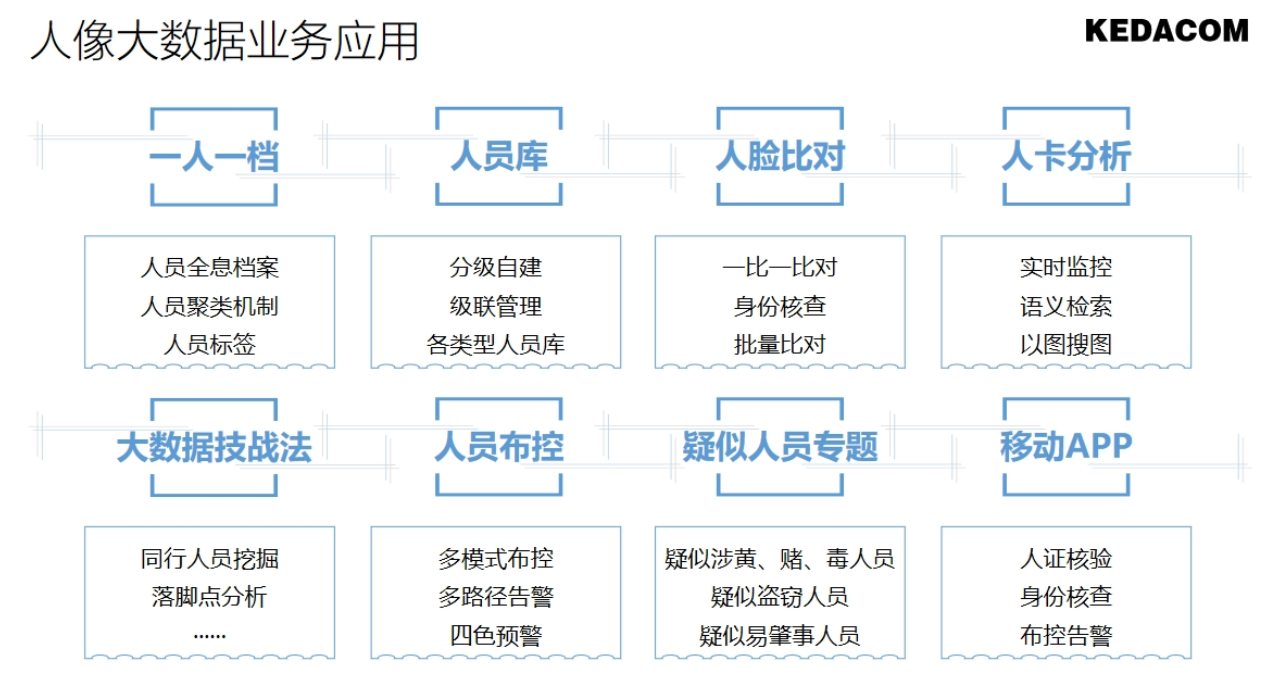 人像大数据业务应用
KEDACOM
一人一档
人员库
人脸比对
人卡分析
人员全息档案
人员聚类机制
人员标签
分级自建
级联管理
各类型人员库
一比一比对
身份核查
批量比对
实时监控
语义检索
以图搜图
大数据技战法
人员布控
疑似人员专题
移动APP
同行人员挖掘
落脚点分析
......
多模式布控
多路径告警
四色预警
疑似涉黄、赌、毒人员
疑似盗窃人员
疑似易肇事人员
人证核验
身份核查
布控告警